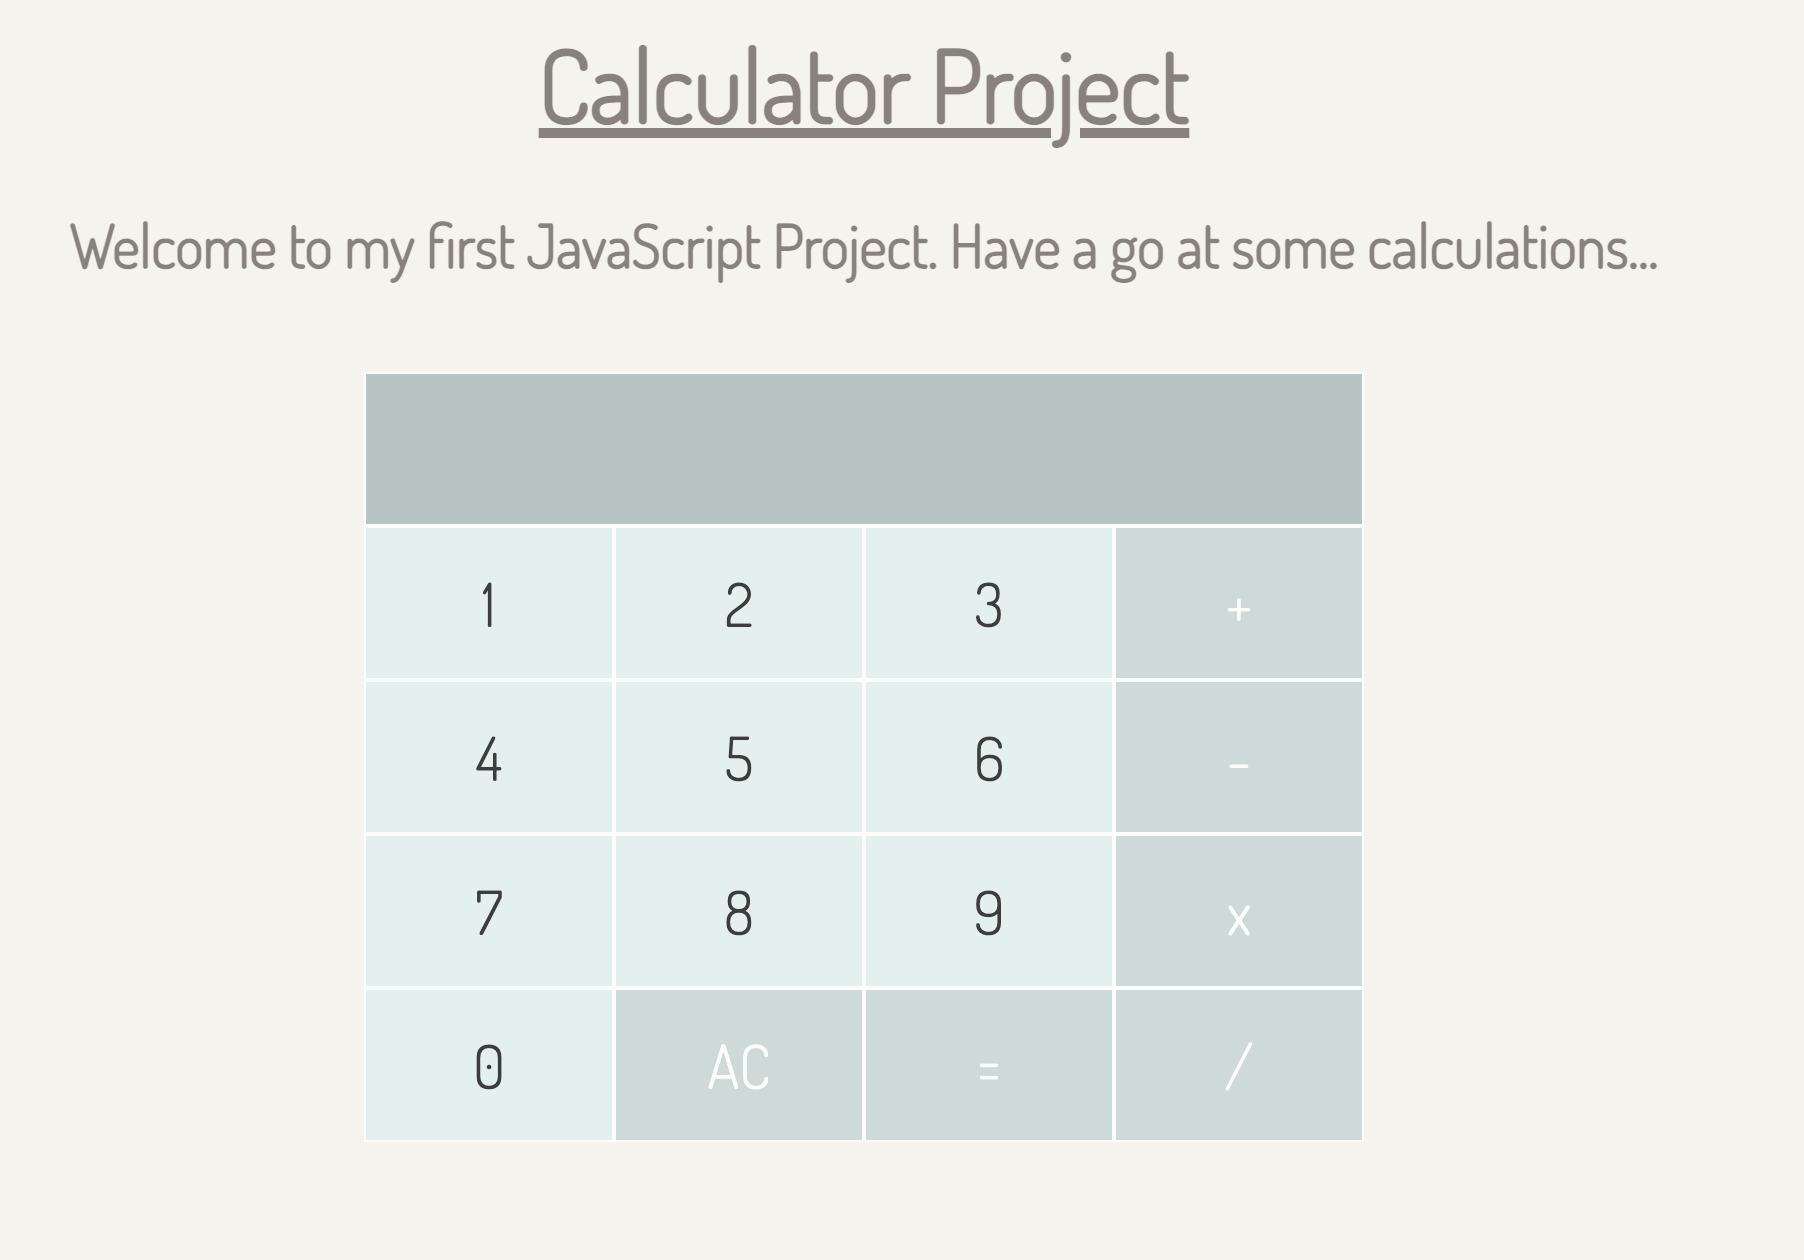 Calculator Project
Welcome to my first JavaScript Project. Have a go at some calculations...
1 2 3 +
4 5 6 -
7 8 9 x
0 AC = /